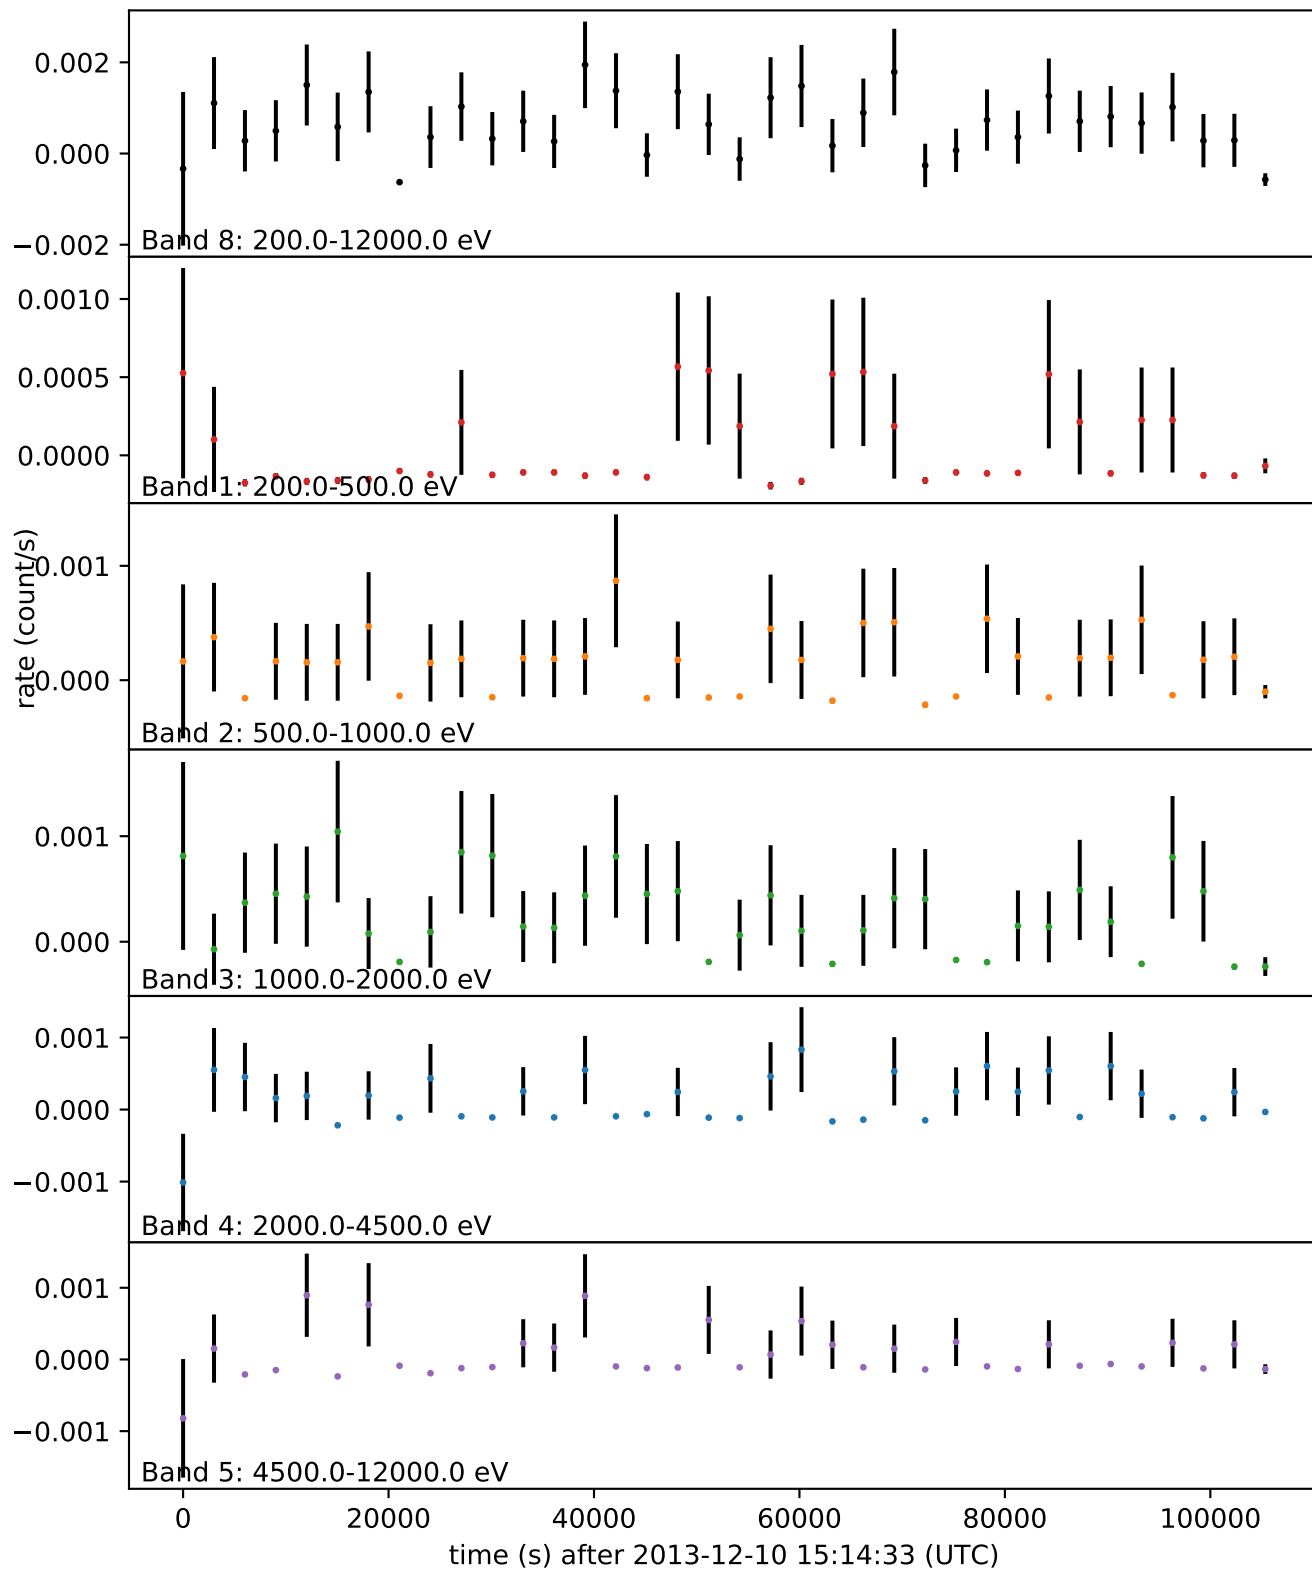 0.002
0.000
−0.002
Band 8: 200.0-12000.0 eV
0.0010
0.0005
0.0000
Band 1: 200.0-500.0 eV
rate (count/s)
0.001
0.000
Band 2: 500.0-1000.0 eV
0.001
0.000
Band 3: 1000.0-2000.0 eV
0.001
0.000
−0.001
Band 4: 2000.0-4500.0 eV
0.001
0.000
−0.001
Band 5: 4500.0-12000.0 eV
0 20000 40000 60000 80000 100000
time (s) after 2013-12-10 15:14:33 (UTC)